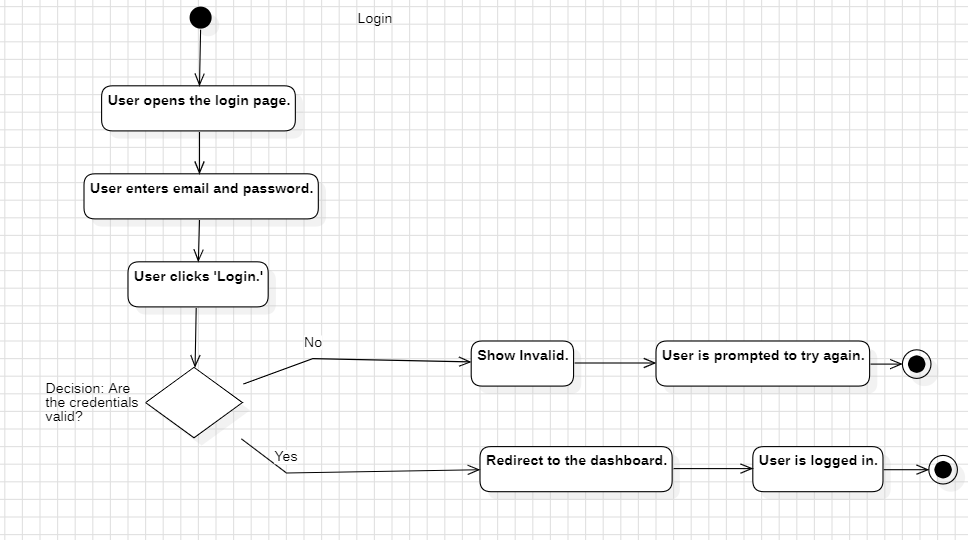 Login
User opens the login page.
User enters email and password.
User clicks 'Login.'
No
Show Invalid.
User is prompted to try again.
Decision: Are
the credentials
valid?
Yes
Redirect to the dashboard.
User is logged in.